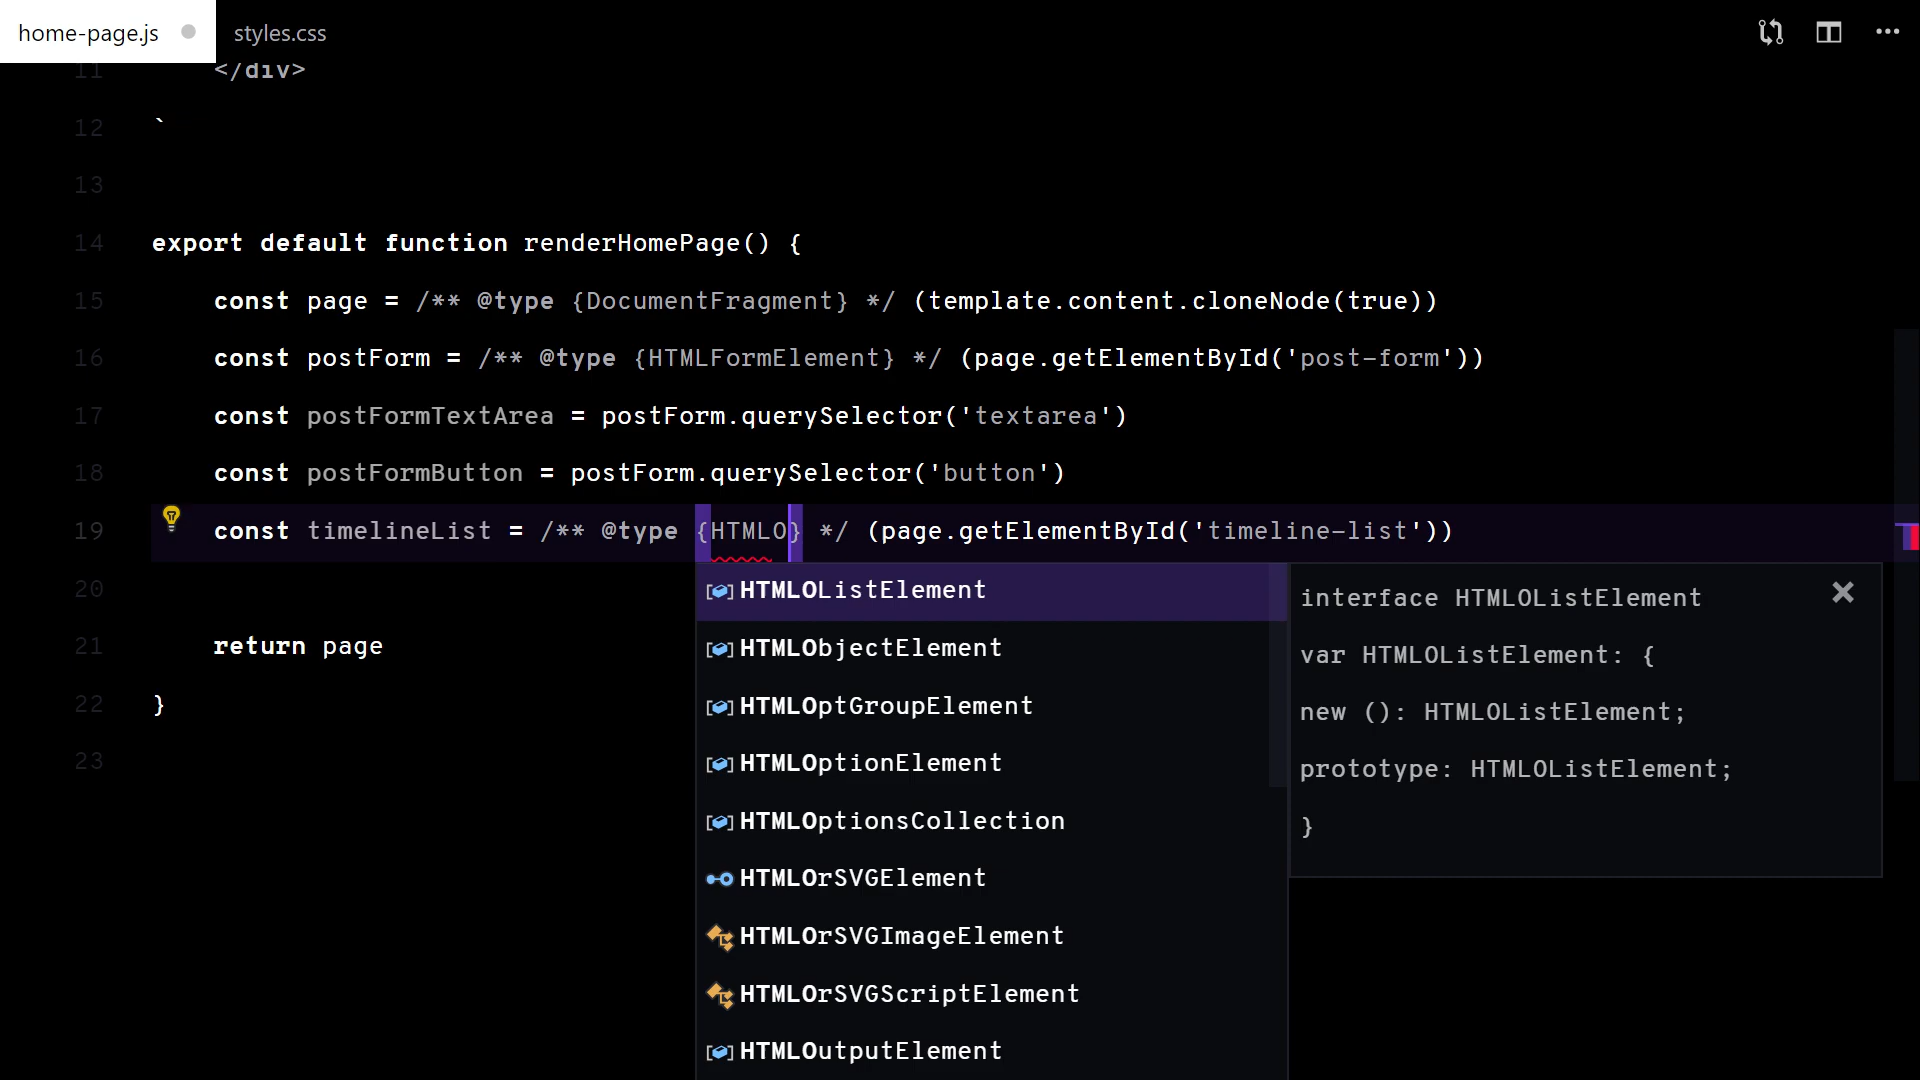 home-page.js
styles.css
11 </div>
12 `
13
14 export default function renderHomePage() {
15 const page = /** @type {DocumentFragment} */ (template.content.cloneNode(true))
16 const postForm = /** @type {HTMLFormElement} */ (page.getElementById('post-form'))
17 const postFormTextArea = postForm.querySelector('textarea')
18 const postFormButton = postForm.querySelector('button')
19 const timelineList = /** @type {HTMLO} */ (page.getElementById('timeline-list'))
20
21 return page
22 }
23
HTMLOListElement
HTMLObjectElement
HTMLOptGroupElement
HTMLOptionElement
HTMLOptionsCollection
HTMLOrSVGElement
HTMLOrSVGImageElement
HTMLOrSVGScriptElement
HTMLOutputElement
interface HTMLOListElement
var HTMLOListElement: {
new (): HTMLOListElement;
prototype: HTMLOListElement;
}